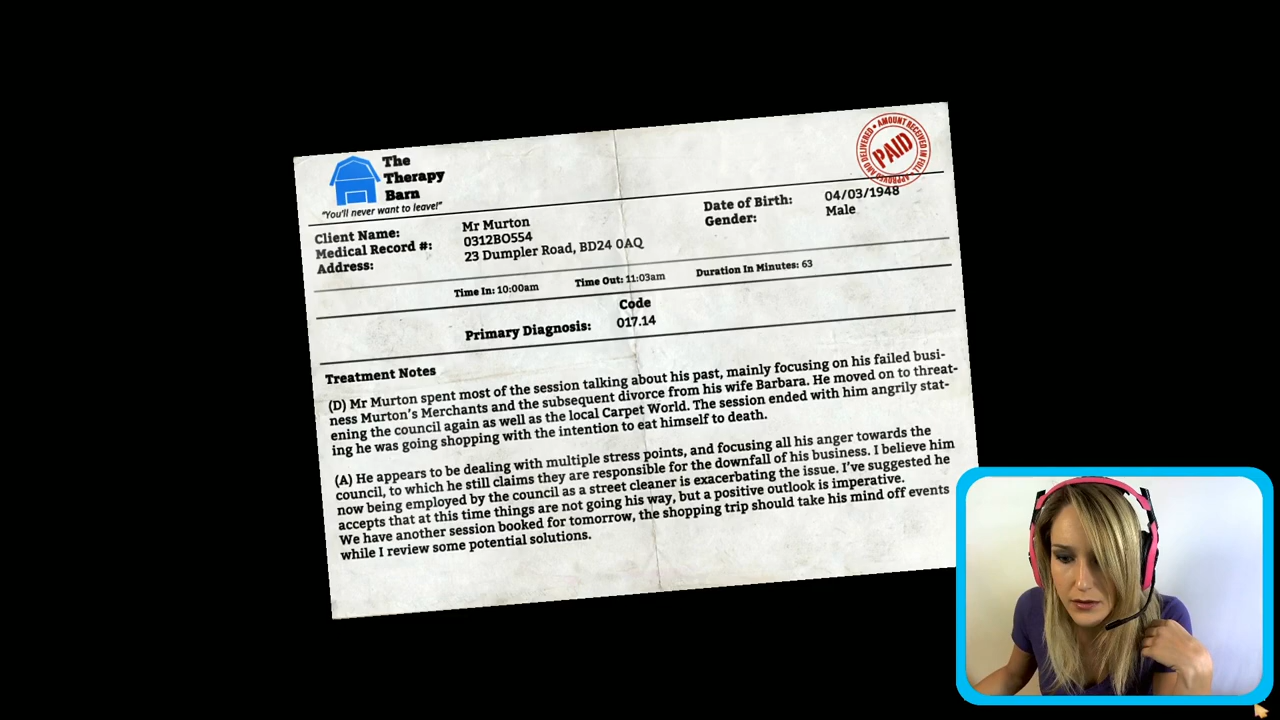 The
Therapy
Barn
"You'll never want to leave!"
AMOUNT RECEIVED IN FULL • APPROVED AND DELIVERED •
PAID
Client Name: Mr Murton
Medical Record #: 0312BO554
Address: 23 Dumpler Road, BD24 0AQ
Date of Birth: 04/03/1948
Gender: Male
Time In: 10:00am Time Out: 11:03am Duration In Minutes: 63
Code
Primary Diagnosis: 017.14
Treatment Notes
(D) Mr Murton spent most of the session talking about his past, mainly focusing on his failed busi-
ness Murton's Merchants and the subsequent divorce from his wife Barbara. He moved on to threat-
ening the council again as well as the local Carpet World. The session ended with him angrily stat-
ing he was going shopping with the intention to eat himself to death.
(A) He appears to be dealing with multiple stress points, and focusing all his anger towards the
council, to which he still claims they are responsible for the downfall of his business. I believe him
now being employed by the council as a street cleaner is exacerbating the issue. I've suggested he
accepts that at this time things are not going his way, but a positive outlook is imperative.
We have another session booked for tomorrow, the shopping trip should take his mind off events
while I review some potential solutions.